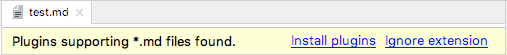 test.md
Plugins supporting *.md files found. Install plugins Ignore extension